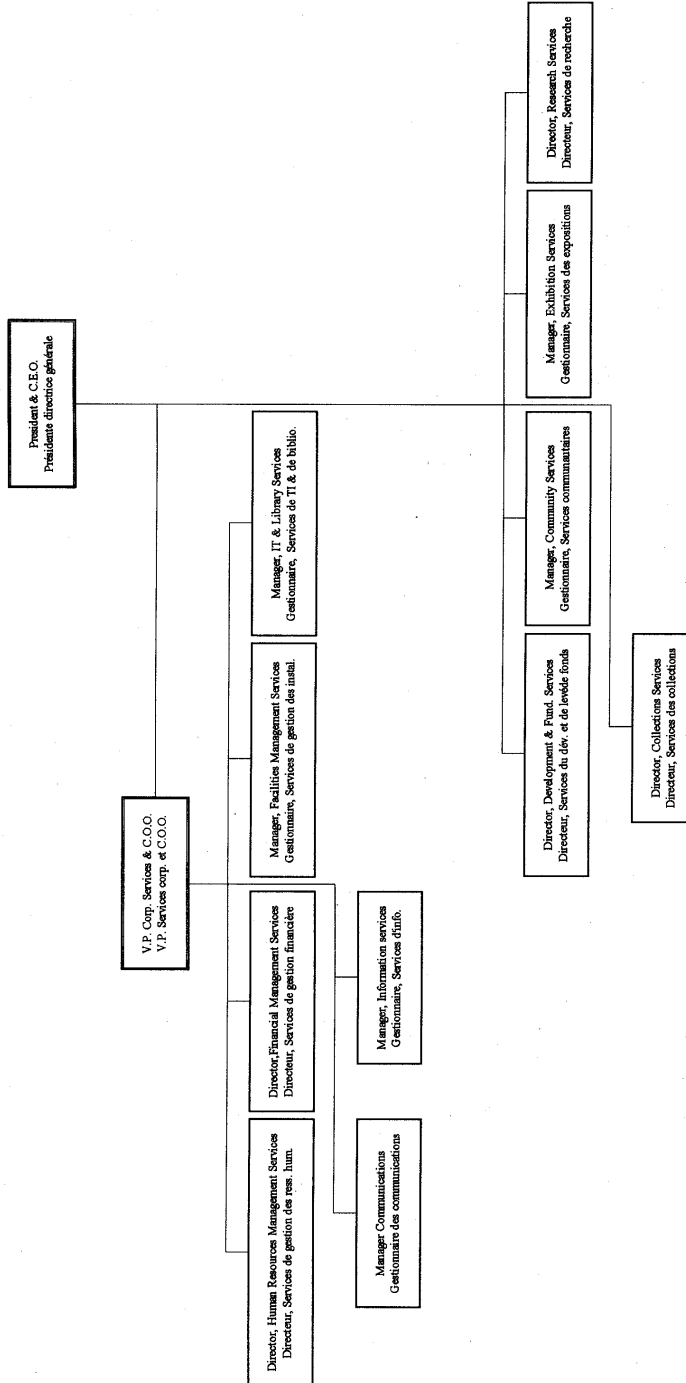 President & C.E.O.
Présidente directrice générale
V.P. Corp. Services & C.O.O.
V.P. Services corp. et C.O.O.
Director, Human Resources Management Services
Directeur, Services de gestion des ress. hum.
Director,Financial Management Services
Directeur, Services de gestion financière
Manager, Facilities Management Services
Gestionnaire, Services de gestion des instal.
Manager, IT & Library Services
Gestionnaire, Services de TI & de biblio.
Manager Communications
Gestionnaire des communications
Manager, Information services
Gestionnaire, Services d'info.
Director, Development & Fund. Services
Directeur, Services du dév. et de levéde fonds
Manager, Community Services
Gestionnaire, Services communautaires
Manager, Exhibition Services
Gestionnaire, Services des expositions
Director, Research Services
Directeur, Services de recherche
Director, Collections Services
Directeur, Services des collections